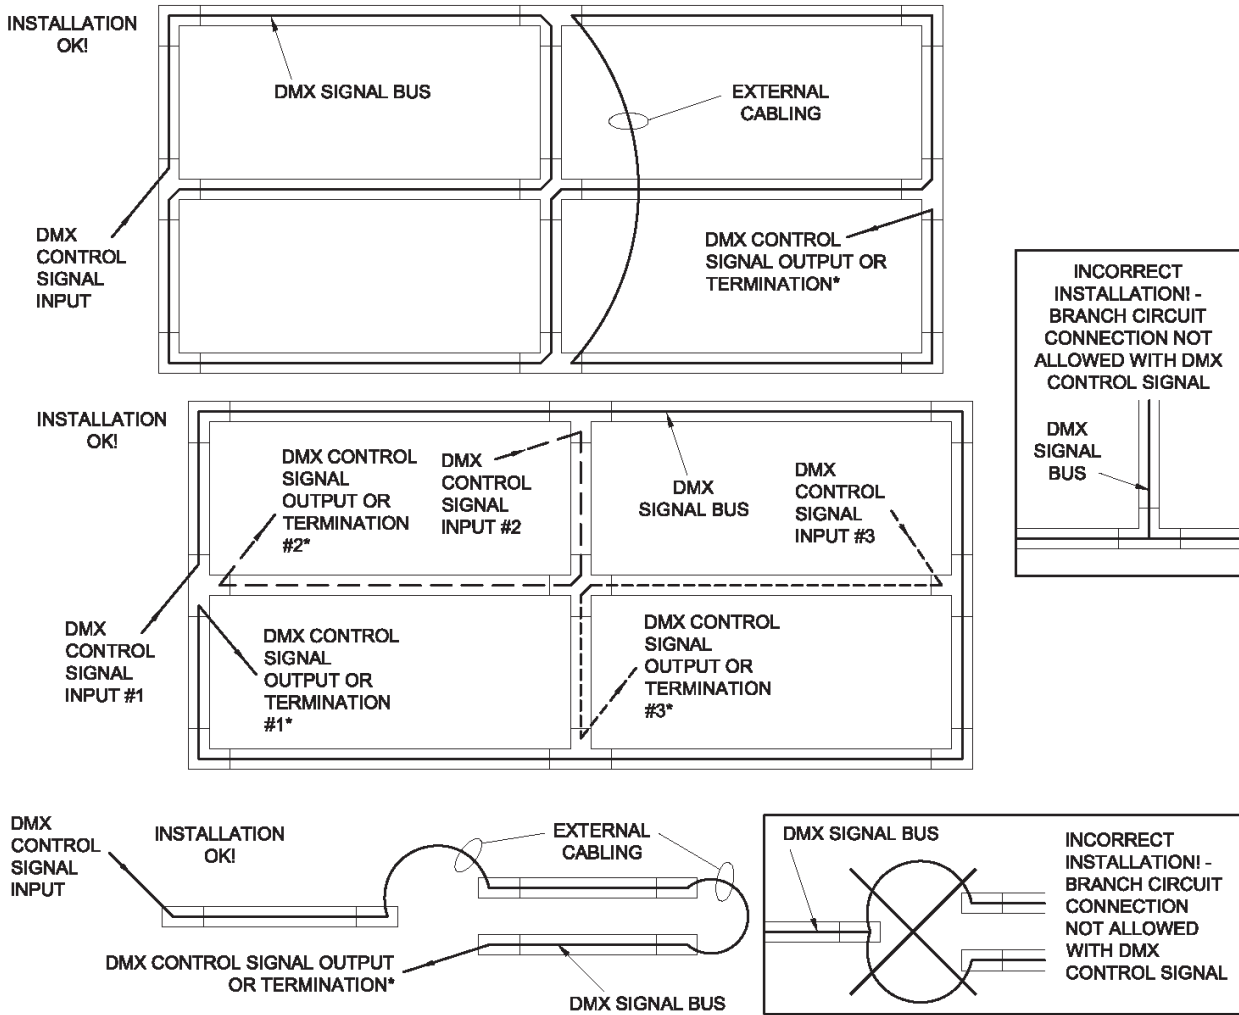 INSTALLATION
OK!
DMX SIGNAL BUS
EXTERNAL
CABLING
DMX
CONTROL
SIGNAL
INPUT
DMX CONTROL
SIGNAL OUTPUT OR
TERMINATION*
INCORRECT
INSTALLATION! -
BRANCH CIRCUIT
CONNECTION NOT
ALLOWED WITH DMX
CONTROL SIGNAL
DMX
SIGNAL
BUS
INSTALLATION
OK!
DMX CONTROL
SIGNAL
OUTPUT OR
TERMINATION
#2*
DMX
CONTROL
SIGNAL
INPUT #2
DMX
SIGNAL BUS
DMX
CONTROL
SIGNAL
INPUT #3
DMX
CONTROL
SIGNAL
INPUT #1
DMX CONTROL
SIGNAL
OUTPUT OR
TERMINATION
#1*
DMX CONTROL
SIGNAL
OUTPUT OR
TERMINATION
#3*
DMX
CONTROL
SIGNAL
INPUT
INSTALLATION
OK!
EXTERNAL
CABLING
DMX CONTROL SIGNAL OUTPUT
OR TERMINATION*
DMX SIGNAL BUS
DMX SIGNAL BUS
INCORRECT
INSTALLATION! -
BRANCH CIRCUIT
CONNECTION
NOT ALLOWED
WITH DMX
CONTROL SIGNAL